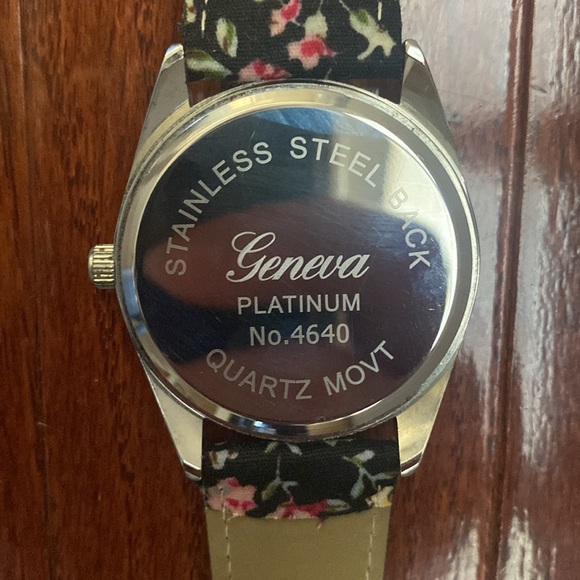 STAINLESS STEEL BACK
Geneva
PLATINUM
No.4640
QUARTZ MOVT